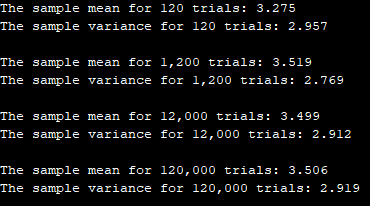 The sample mean for 120 trials: 3.275
The sample variance for 120 trials: 2.957
The sample mean for 1,200 trials: 3.519
The sample variance for 1,200 trials: 2.769
The sample mean for 12,000 trials: 3.499
The sample variance for 12,000 trials: 2.912
The sample mean for 120,000 trials: 3.506
The sample variance for 120,000 trials: 2.919